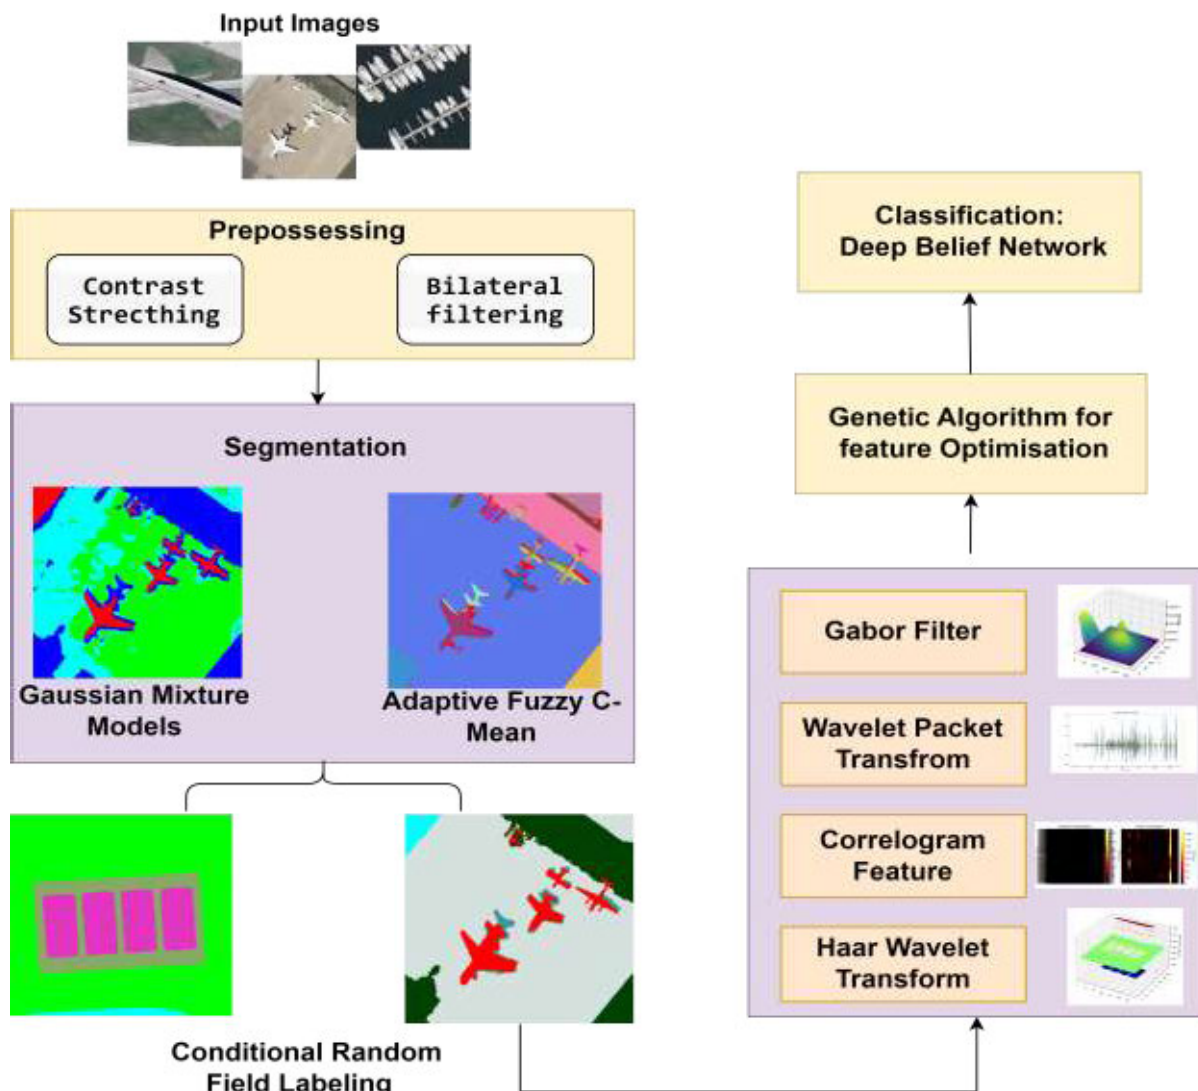 Input Images
Prepossessing
Contrast
Strecthing
Bilateral
filtering
Segmentation
Gaussian Mixture
Models
Adaptive Fuzzy C-
Mean
Conditional Random
Field Labeling
Classification:
Deep Belief Network
Genetic Algorithm for
feature Optimisation
Gabor Filter
Wavelet Packet
Transfrom
Correlogram
Feature
Haar Wavelet
Transform